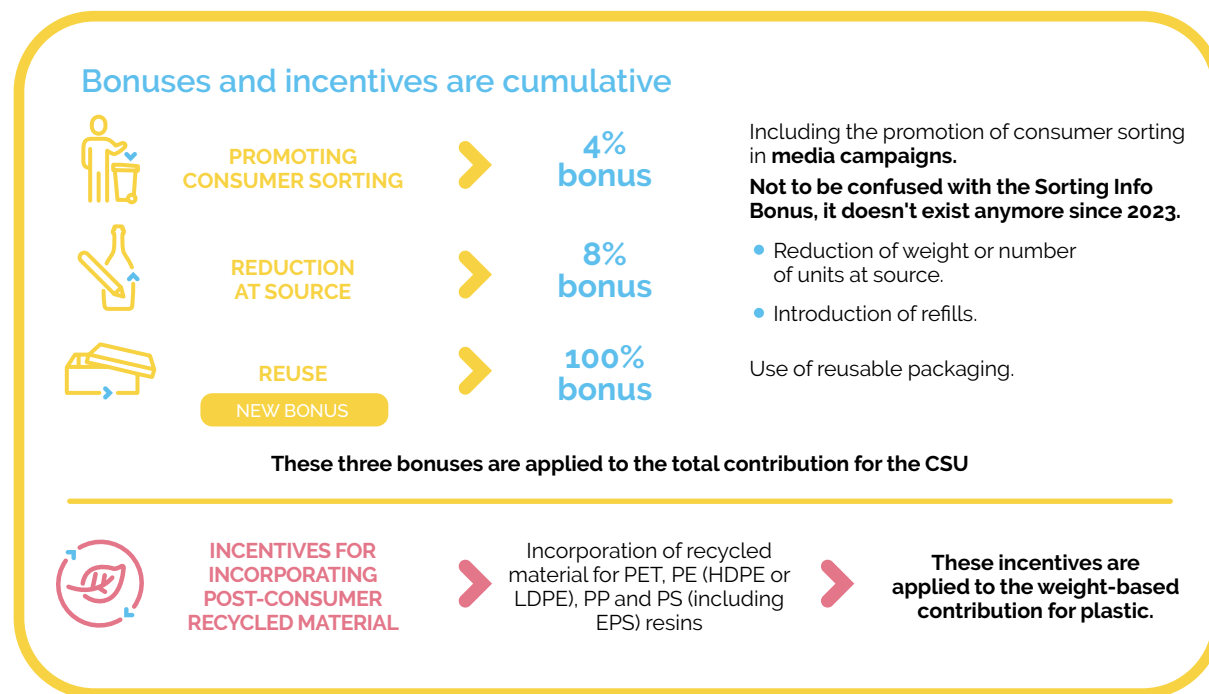 Bonuses and incentives are cumulative
PROMOTING
CONSUMER SORTING
4%
bonus
Including the promotion of consumer sorting
in media campaigns.
Not to be confused with the Sorting Info
Bonus, it doesn't exist anymore since 2023.
REDUCTION
AT SOURCE
8%
bonus
Reduction of weight or number
of units at source.
Introduction of refills.
REUSE
NEW BONUS
100%
bonus
Use of reusable packaging.
These three bonuses are applied to the total contribution for the CSU
INCENTIVES FOR
INCORPORATING
POST-CONSUMER
RECYCLED MATERIAL
Incorporation of recycled
material for PET, PE (HDPE or
LDPE), PP and PS (including
EPS) resins
These incentives are
applied to the weight-based
contribution for plastic.